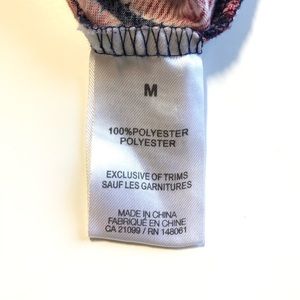 M
100%POLYESTER
POLYESTER
EXCLUSIVE OF TRIMS
SAUF LES GARNITURES
MADE IN CHINA
FABRIQUÉ EN CHINE
CA 21099 / RN 148061